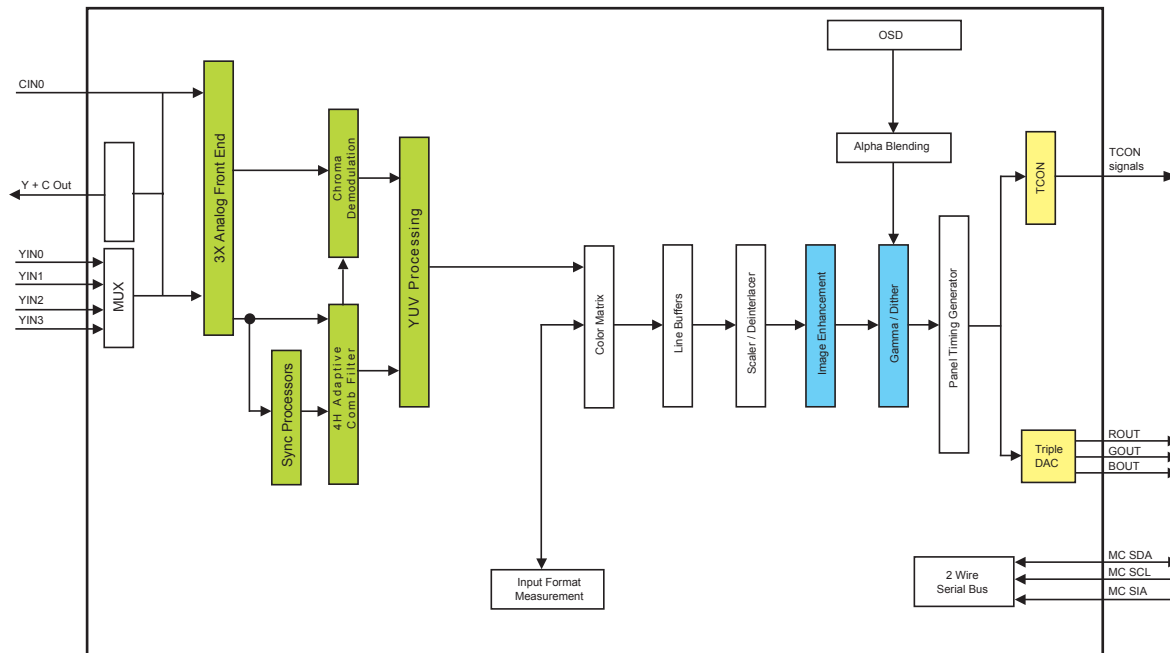 OSD
CIN0
3X Analog Front End
Chroma
Demodulation
Alpha Blending
TCON
TCON
signals
Y + C Out
YUV Processing
YIN0
YIN1
YIN2
YIN3
MUX
Color Matrix
Line Buffers
Scaler / Deinterlacer
Image Enhancement
Gamma / Dither
Panel Timing Generator
Sync Processors
4H Adaptive
Comb Filter
Triple
DAC
ROUT
GOUT
BOUT
Input Format
Measurement
2 Wire
Serial Bus
MC SDA
MC SCL
MC SIA